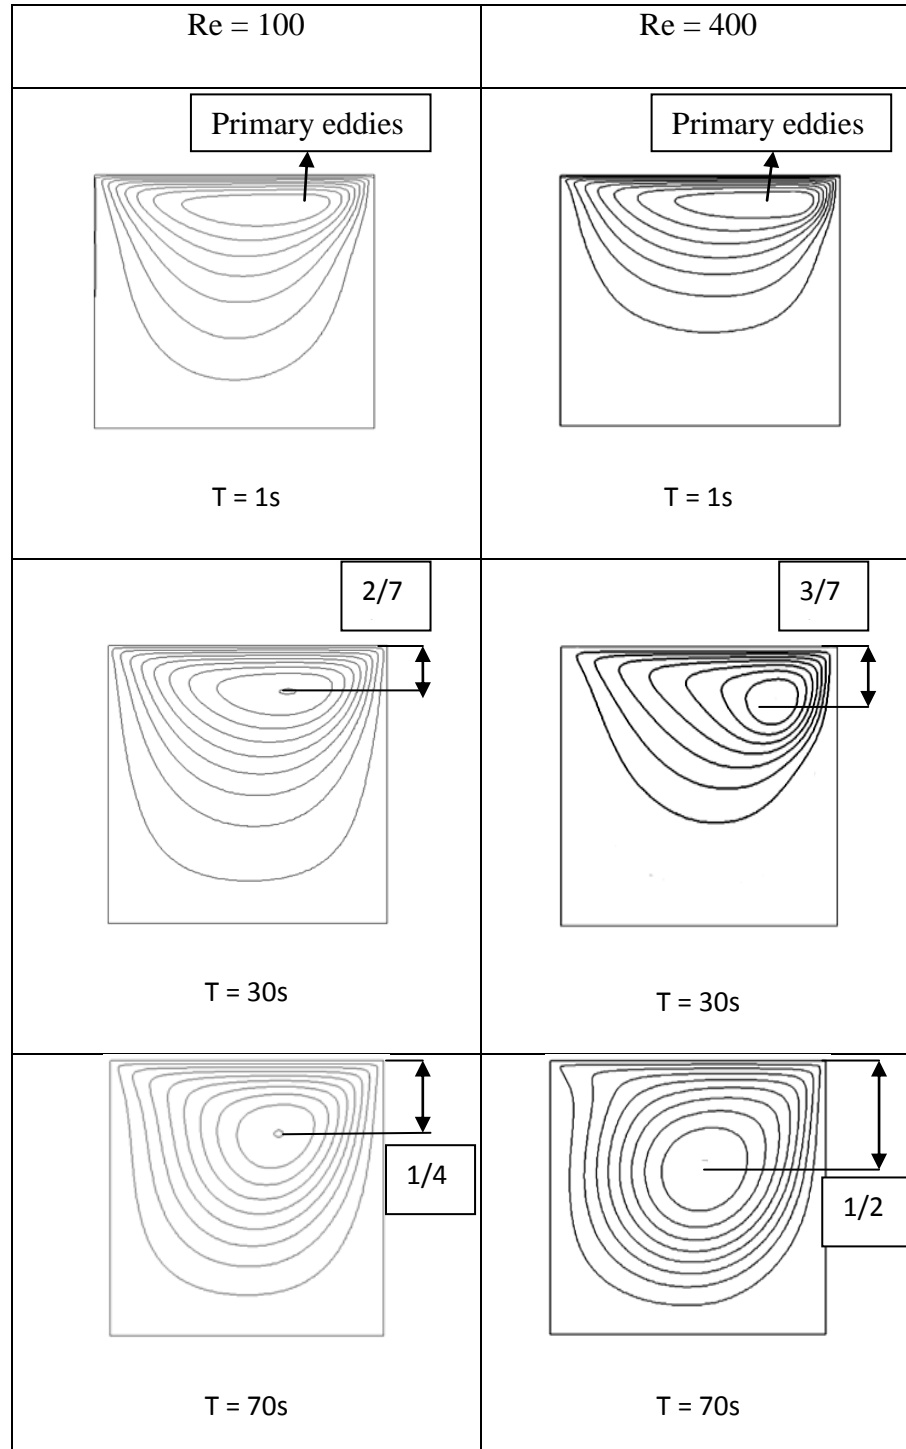 Re = 100
Re = 400
Primary eddies
Primary eddies
T = 1s
T = 1s
2/7
3/7
T = 30s
T = 30s
1/4
1/2
T = 70s
T = 70s